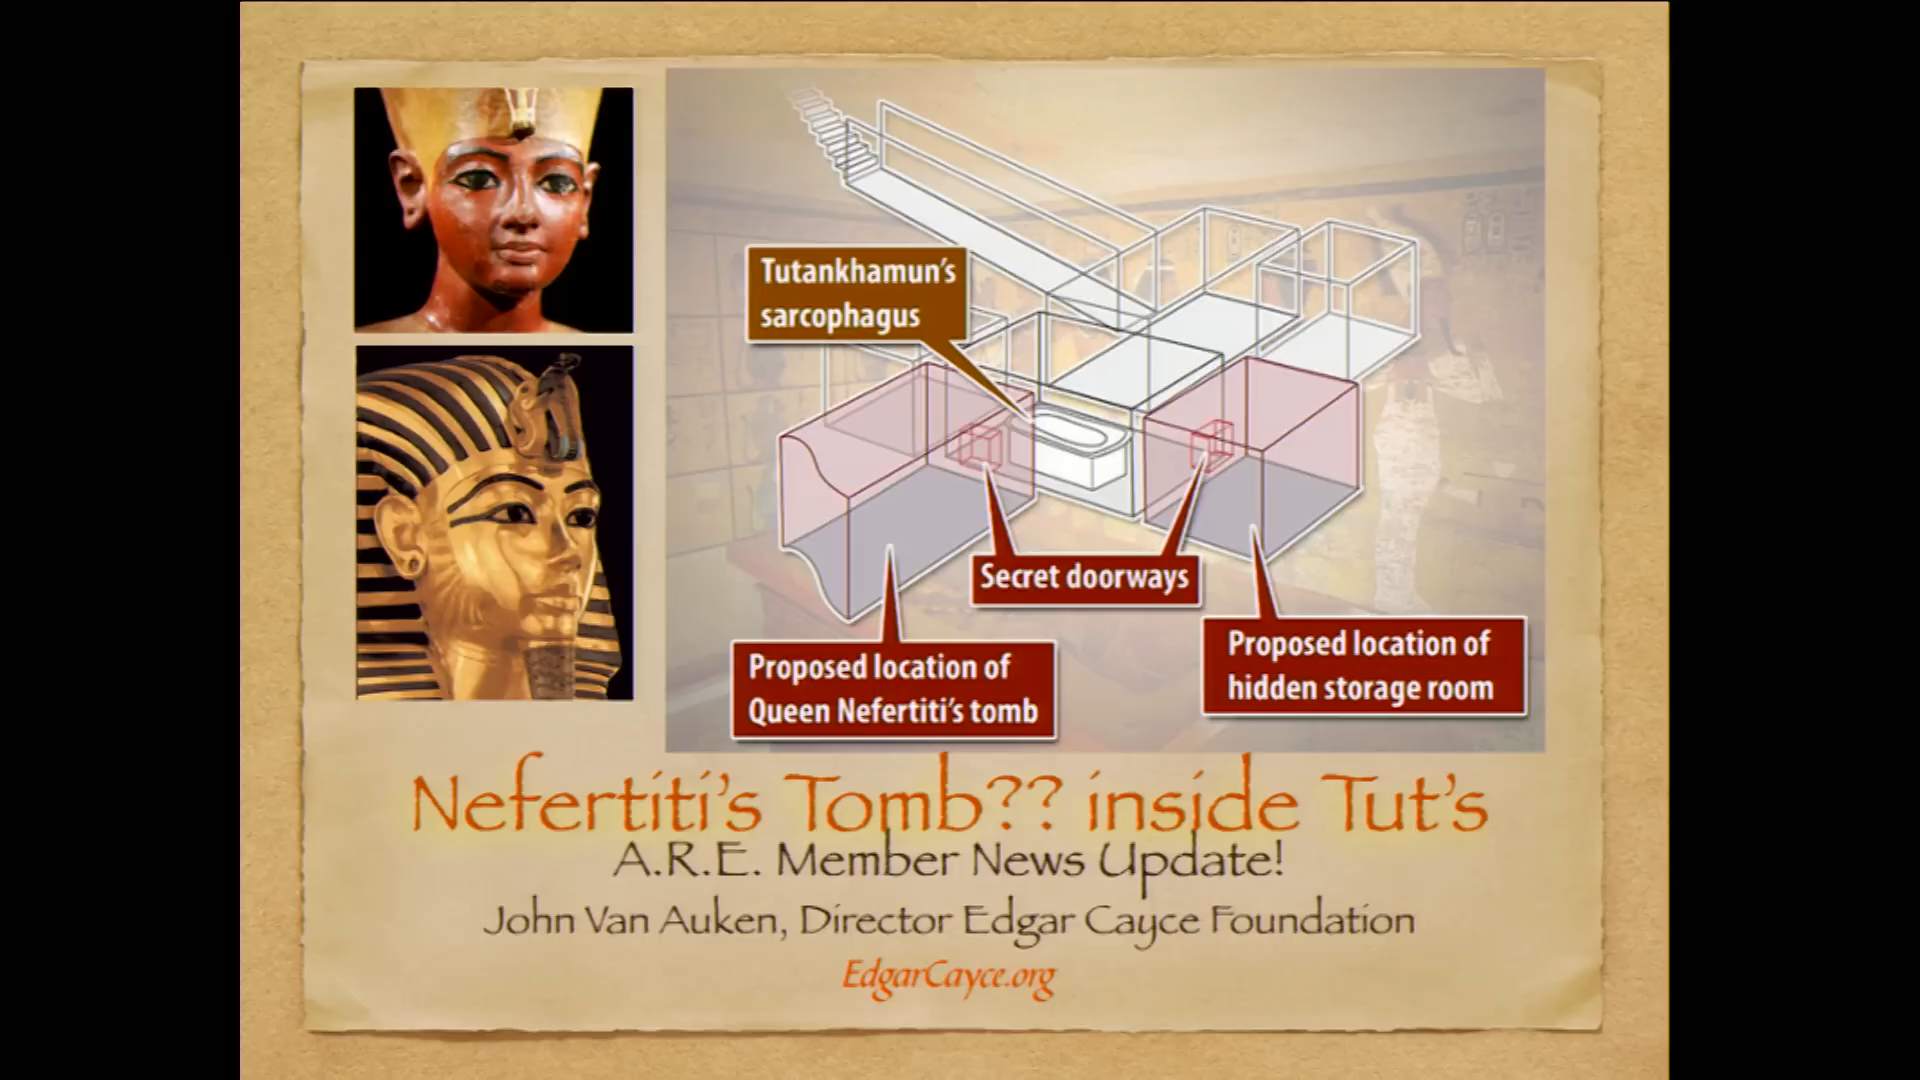 Tutankhamun's
sarcophagus
Secret doorways
Proposed location of
Queen Nefertiti's tomb
Proposed location of
hidden storage room
Nefertiti's Tomb?? inside Tut's
A.R.E. Member News Update!
John Van Auken, Director Edgar Cayce Foundation
EdgarCayce.org